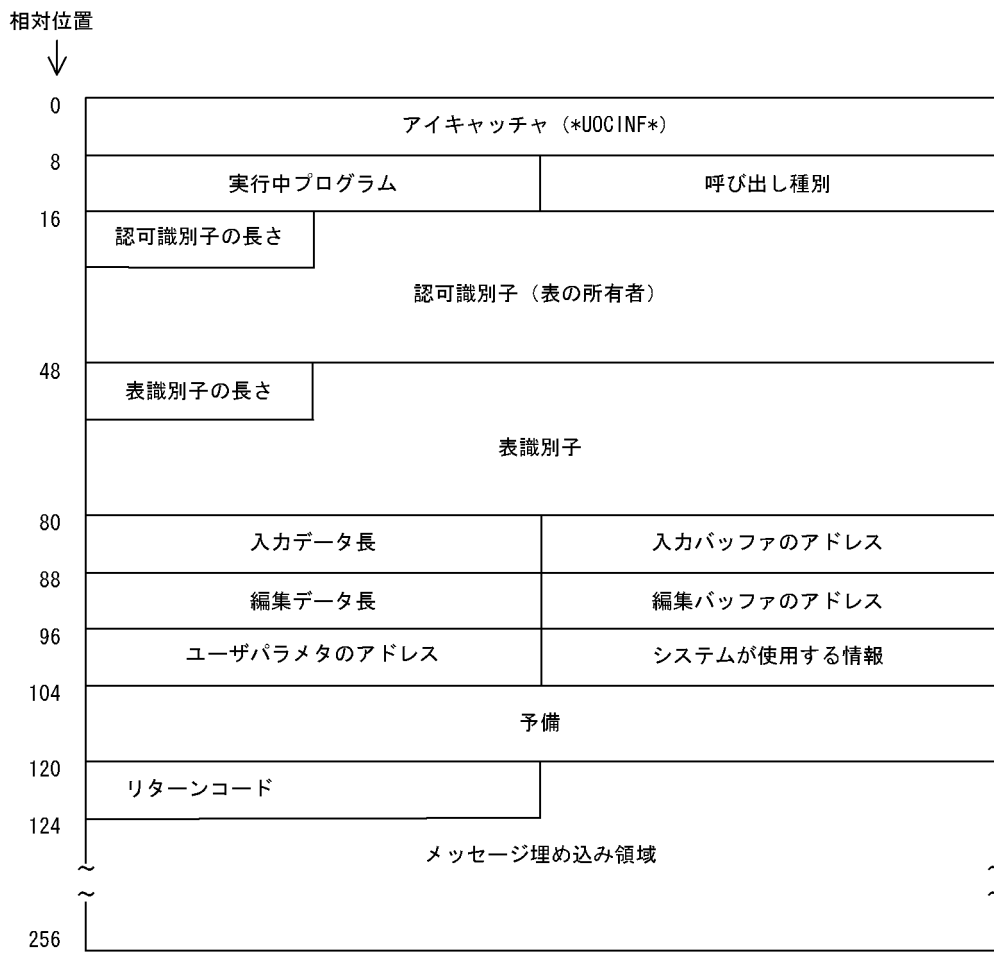 相対位置
↓
0
アイキャッチャ (*UOCINF*)
8
実行中プログラム
呼び出し種別
16
認可識別子の長さ
認可識別子(表の所有者)
48
表識別子の長さ
表識別子
80
入力データ長
入力バッファのアドレス
88
編集データ長
編集バッファのアドレス
96
ユーザパラメタのアドレス
システムが使用する情報
104
予備
120
リターンコード
124
メッセージ埋め込み領域
256